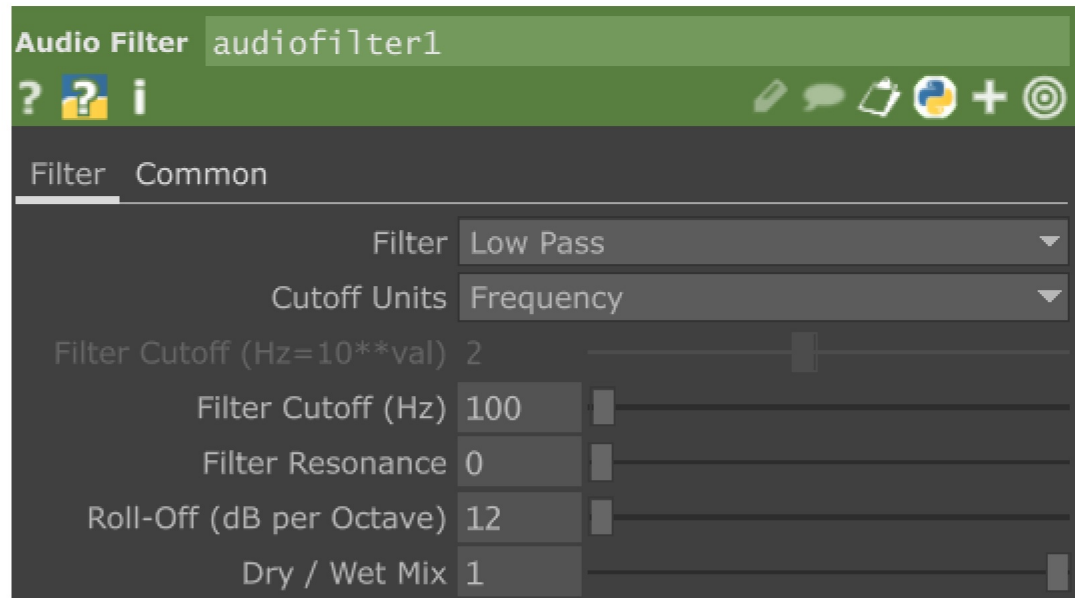 Audio Filter audiofilter1
? ? i
Filter Common
Filter Low Pass
Cutoff Units Frequency
Filter Cutoff (Hz=10**val) 2
Filter Cutoff (Hz) 100
Filter Resonance 0
Roll-Off (dB per Octave) 12
Dry / Wet Mix 1